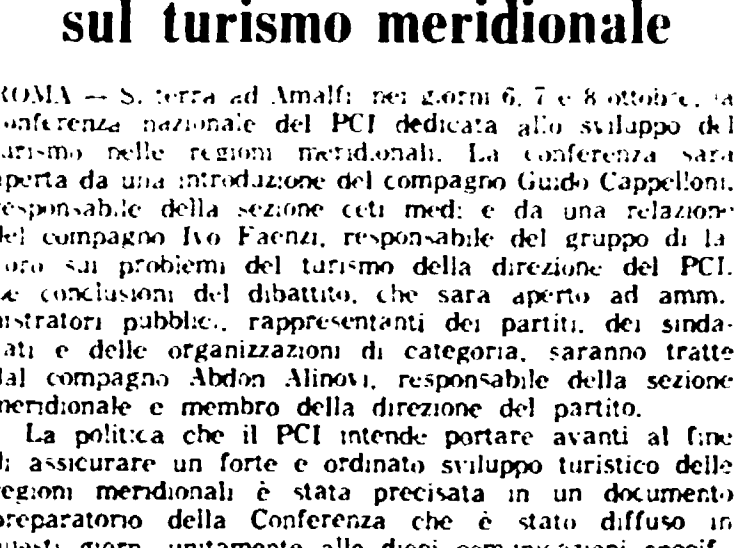 sul turismo meridionale
ROMA — Si terrà ad Amalfi nei giorni 6, 7 e 8 ottobre, la
conferenza nazionale del PCI dedicata allo sviluppo del
turismo nelle regioni meridionali. La conferenza sarà
aperta da una introduzione del compagno Guido Cappelloni,
responsabile della sezione ceti medi e da una relazione
del compagno Ivo Faenzi, responsabile del gruppo di la
voro sui problemi del turismo della direzione del PCI.
Le conclusioni del dibattito, che sarà aperto ad ammi
nistratori pubblici, rappresentanti dei partiti, dei sinda-
cati e delle organizzazioni di categoria, saranno tratte
dal compagno Abdon Alinovi, responsabile della sezione
meridionale e membro della direzione del partito.
La politica che il PCI intende portare avanti al fine
di assicurare un forte e ordinato sviluppo turistico delle
regioni meridionali è stata precisata in un documento
preparatorio della Conferenza che è stato diffuso in
unitamente alle dieci comunicazioni